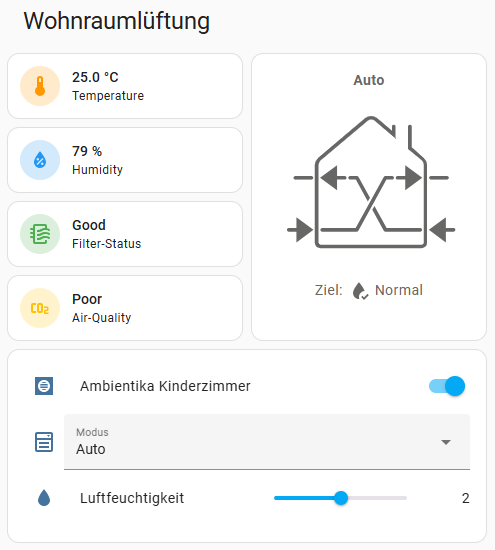 Wohnraumlüftung
25.0 °C
Temperature
79 %
Humidity
Good
Filter-Status
CO₂
Poor
Air-Quality
Auto
Ziel: Normal
Ambientika Kinderzimmer
Modus
Auto
Luftfeuchtigkeit 2